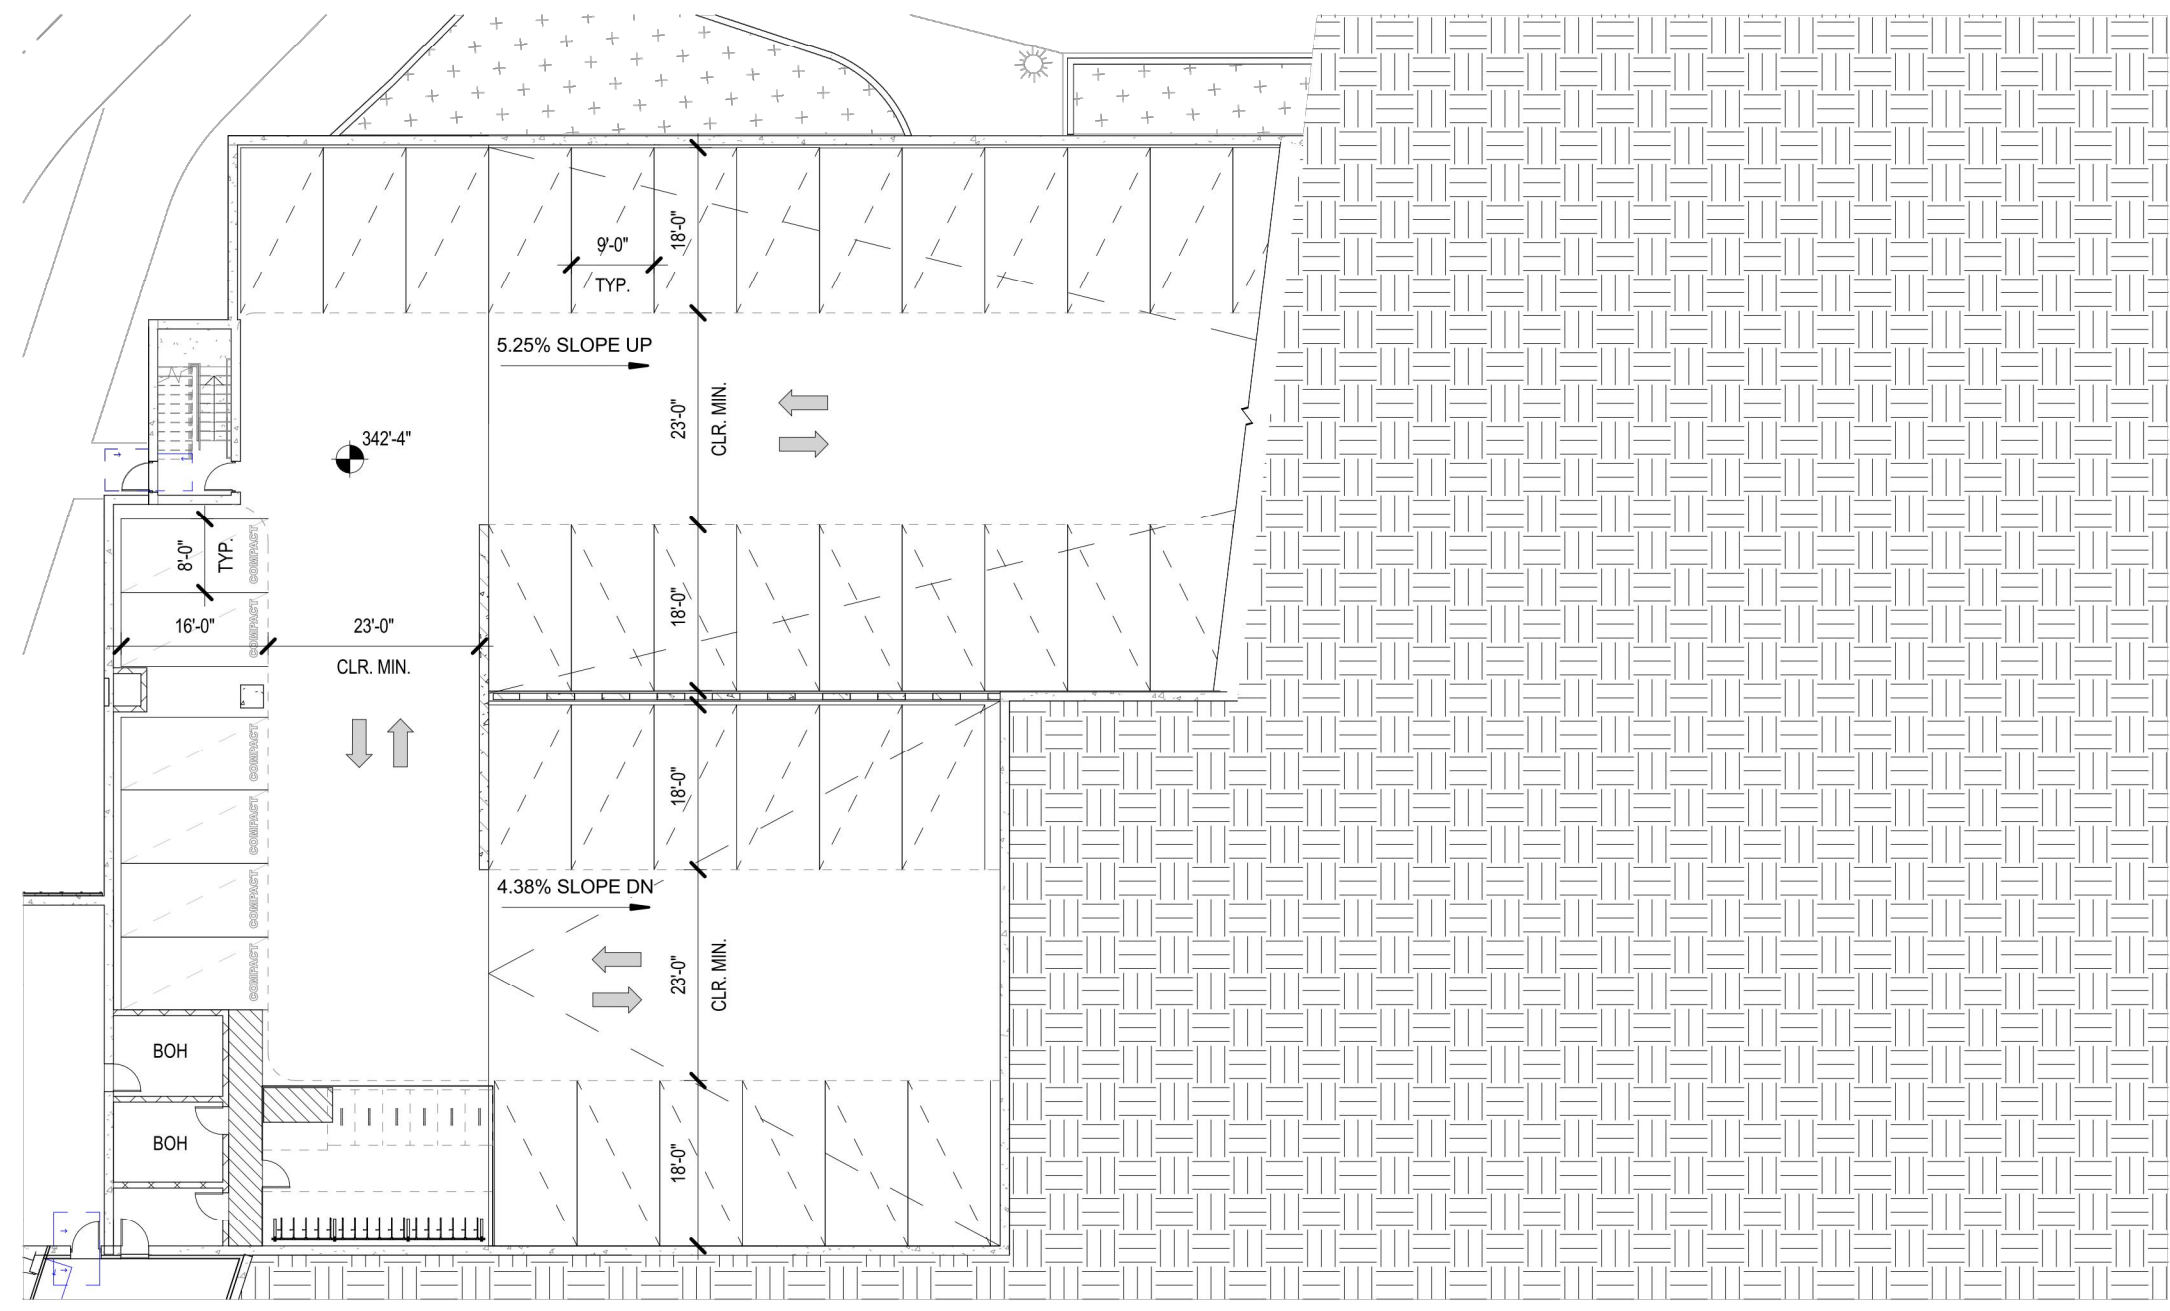 18'-0"
9'-0"
TYP.
5.25% SLOPE UP
23'-0"
CLR. MIN.
342'-4"
8'-0"
TYP.
COMPACT
COMPACT
18'-0"
16'-0"
23'-0"
CLR. MIN.
COMPACT
COMPACT
COMPACT
COMPACT
18'-0"
4.38% SLOPE DN
23'-0"
CLR. MIN.
BOH
BOH
18'-0"